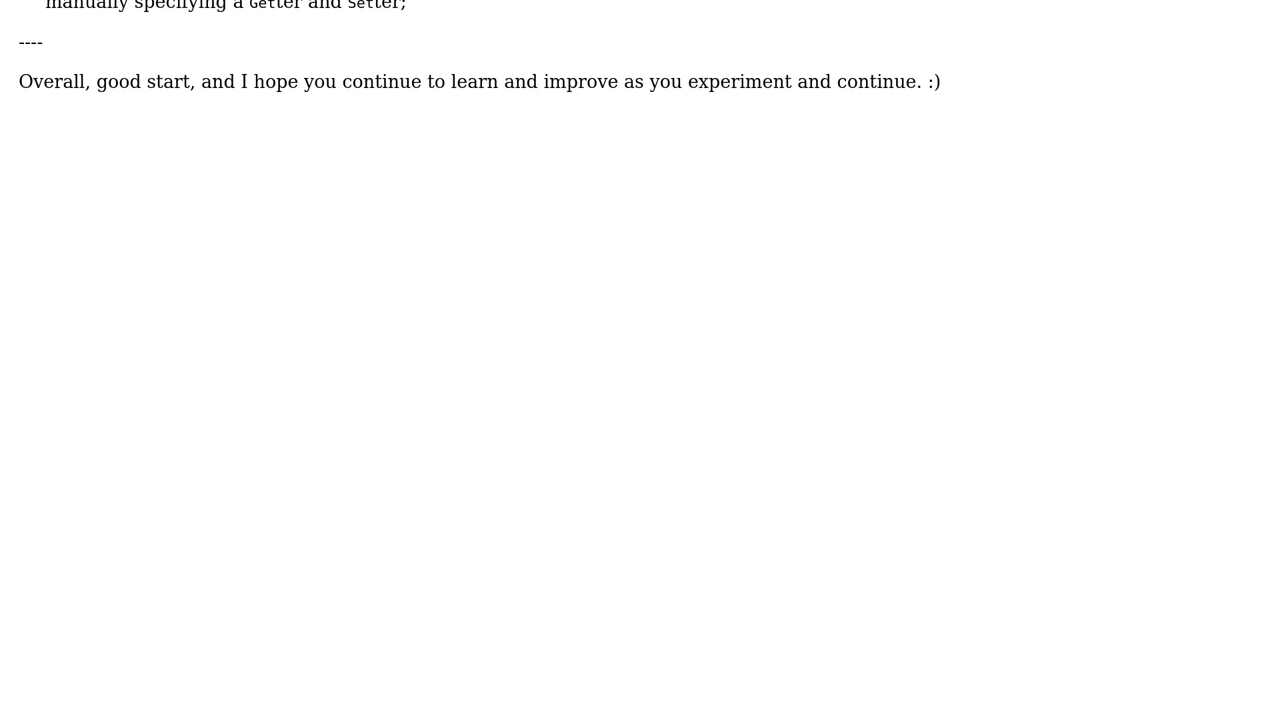 manually specifying a Getter and Setter;
----
Overall, good start, and I hope you continue to learn and improve as you experiment and continue. :)